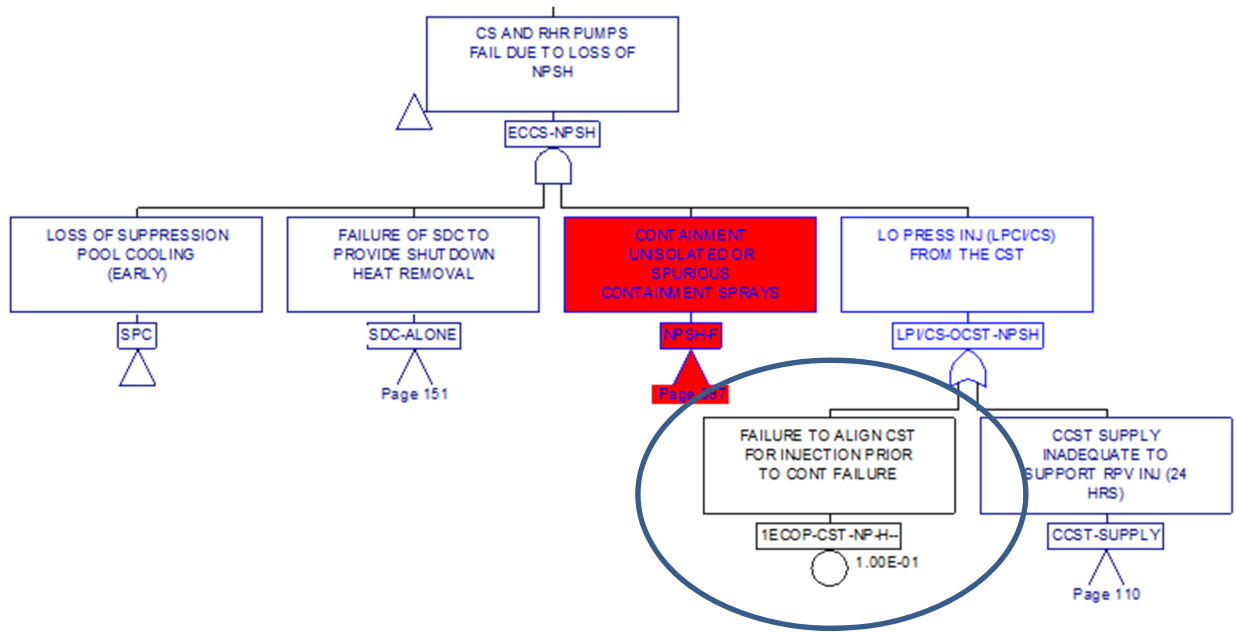 CS AND RHR PUMPS
FAIL DUE TO LOSS OF
NPSH
ECCS-NPSH
LOSS OF SUPPRESSION
POOL COOLING
(EARLY)
SPC
FAILURE OF SDC TO
PROVIDE SHUTDOWN
HEAT REMOVAL
SDC-ALONE
Page 151
CONTAINMENT
UNISOLATED OR
SPURIOUS
CONTAINMENT SPRAYS
NPSH-F
Page
LO PRESS INJ (LPCI/CS)
FROM THE CST
LPI/CS-OCST-NPSH
FAILURE TO ALIGN CST
FOR INJECTION PRIOR
TO CONT FAILURE
1ECOP-CST-NP-H--
1.00E-01
CCST SUPPLY
INADEQUATE TO
SUPPORT RPV INJ (24
HRS)
CCST-SUPPLY
Page 110